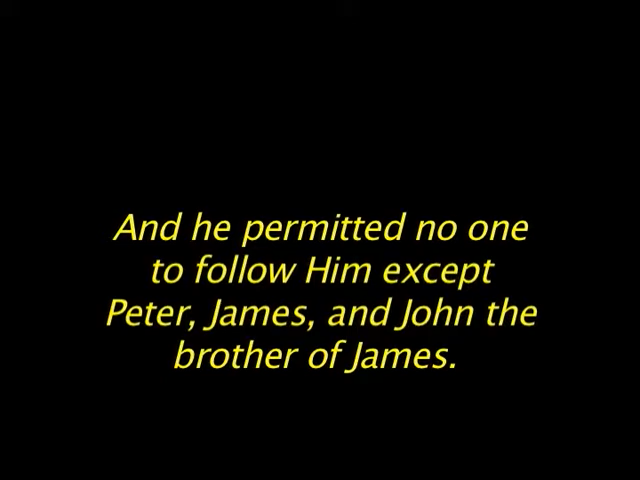 And he permitted no one
to follow Him except
Peter, James, and John the
brother of James.